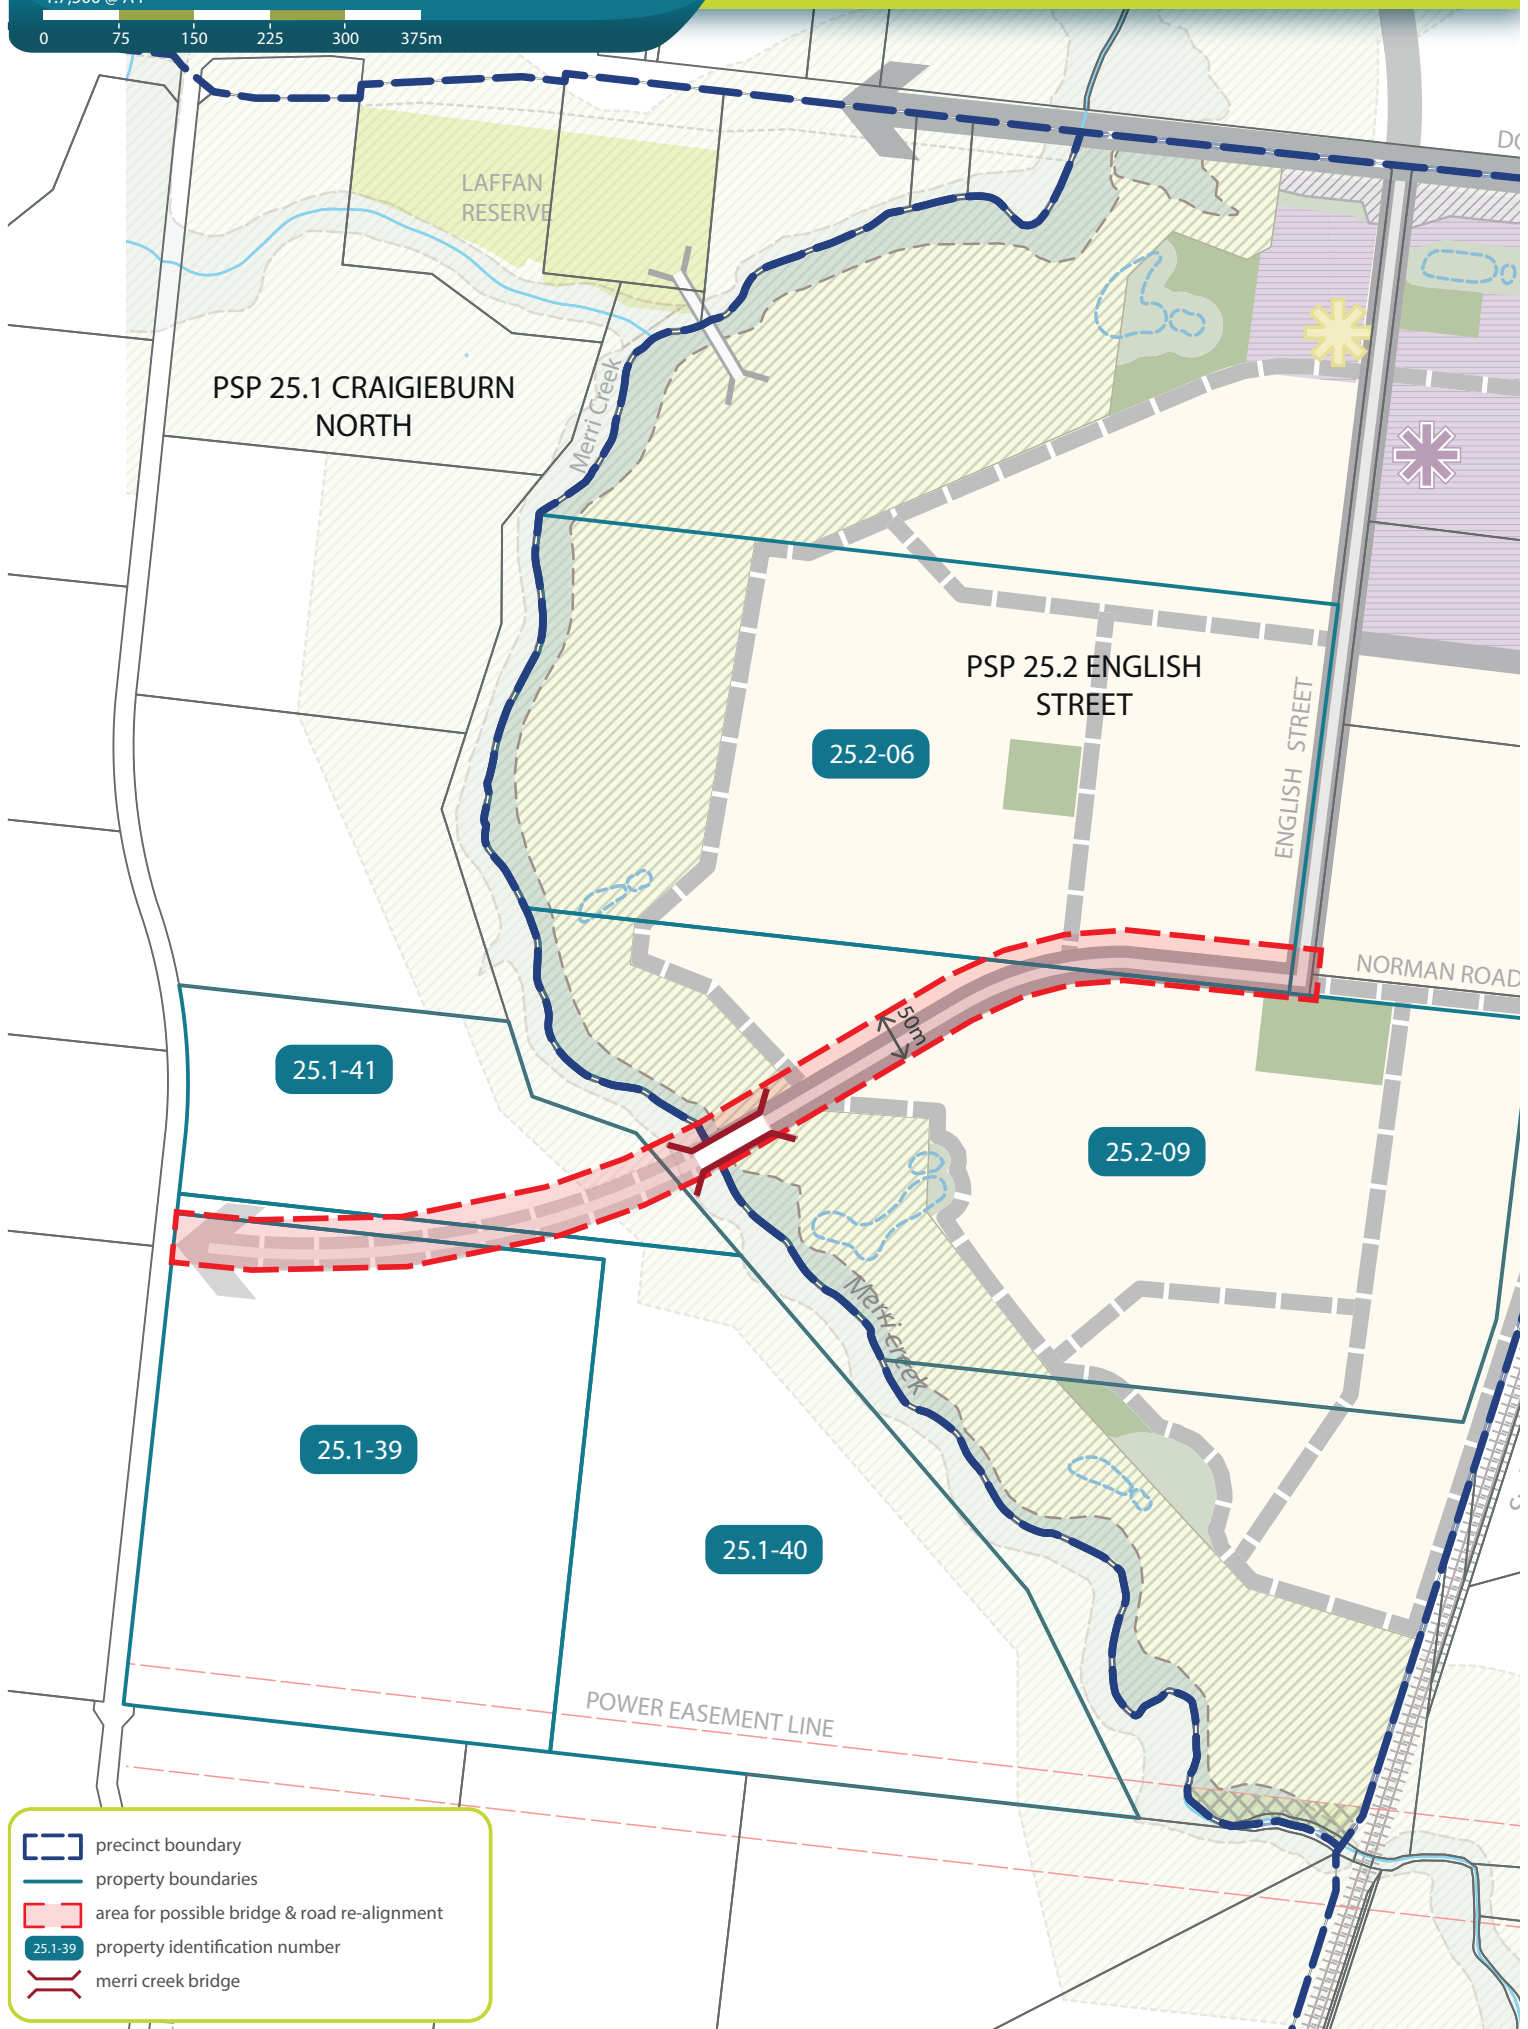 0 75 150 225 300 375m
LAFFAN
RESERVE
PSP 25.1 CRAIGIEBURN
NORTH
Merri Creek
PSP 25.2 ENGLISH
STREET
25.2-06
ENGLISH STREET
NORMAN ROAD
50m
25.1-41
25.2-09
Merri creek
25.1-39
25.1-40
POWER EASEMENT LINE
precinct boundary
property boundaries
area for possible bridge & road re-alignment
25.1-39 property identification number
merri creek bridge